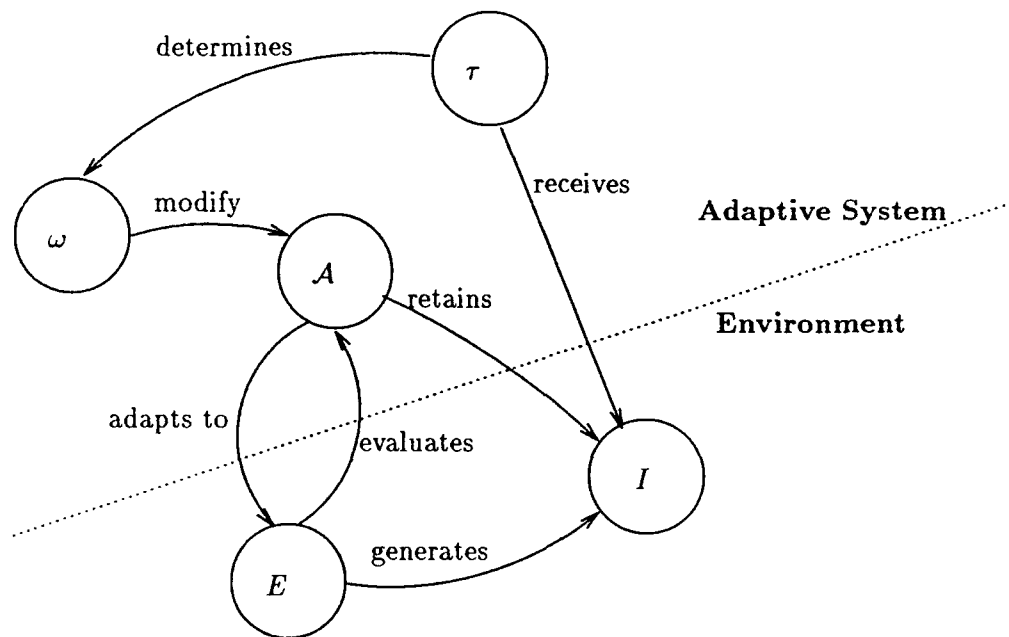 determines
τ
receives
modify
Adaptive System
ω
𝒜
retains
Environment
adapts to
evaluates
I
generates
E